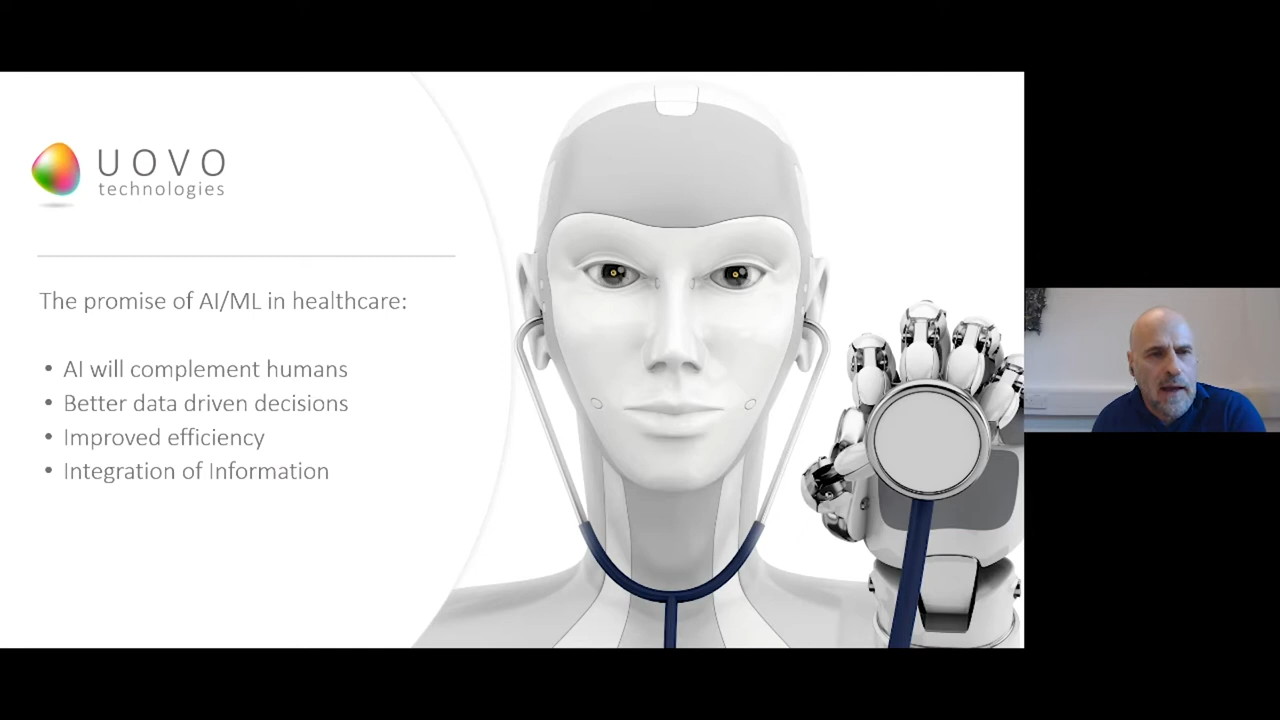 UOVO
technologies
The promise of AI/ML in healthcare:
• AI will complement humans
• Better data driven decisions
• Improved efficiency
• Integration of Information